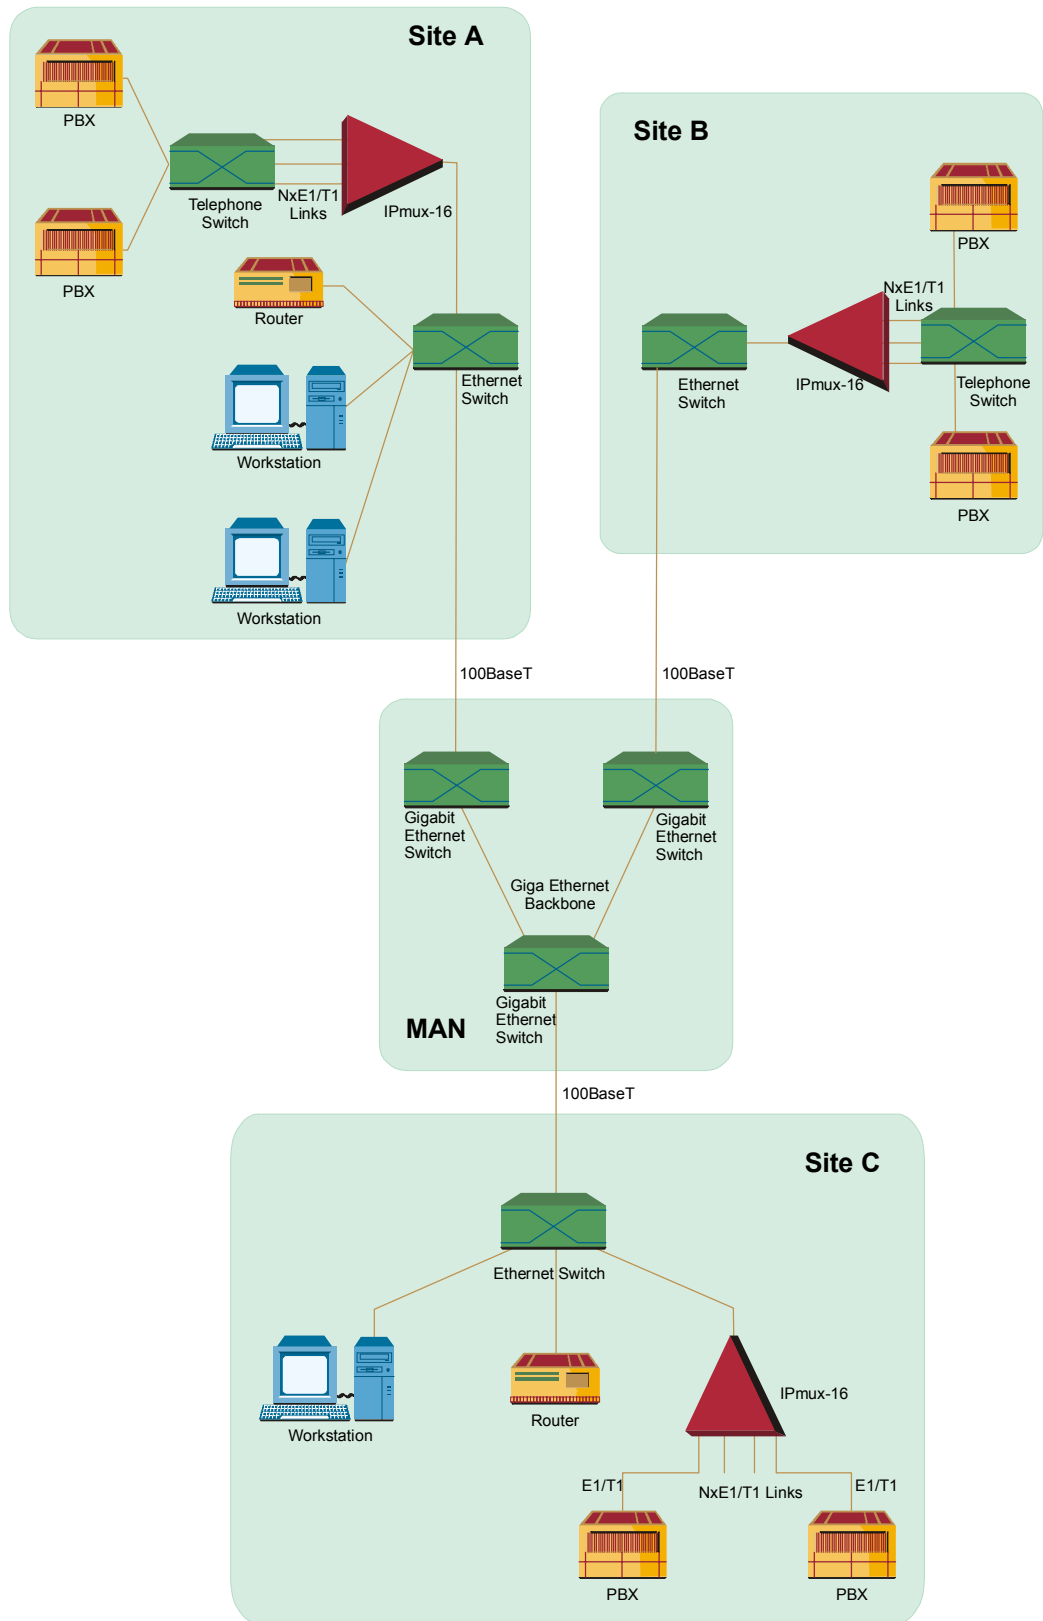 Site A
PBX
Telephone
Switch
NxE1/T1
Links
IPmux-16
PBX
Router
Ethernet
Switch
Workstation
Workstation
Site B
PBX
NxE1/T1
Links
Ethernet
Switch
IPmux-16
Telephone
Switch
PBX
100BaseT
100BaseT
Gigabit
Ethernet
Switch
Gigabit
Ethernet
Switch
Giga Ethernet
Backbone
Gigabit
Ethernet
Switch
MAN
100BaseT
Site C
Ethernet Switch
Workstation
Router
IPmux-16
E1/T1
NxE1/T1 Links
E1/T1
PBX
PBX